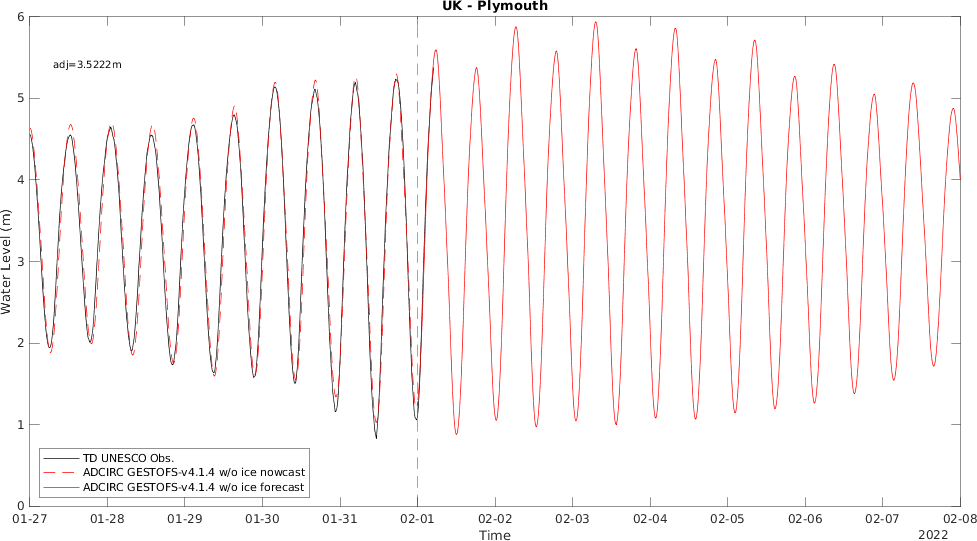 UK - Plymouth
6
adj=3.5222m
5
4
3
2
1
0
Water Level (m)
TD UNESCO Obs.
ADCIRC GESTOFS-v4.1.4 w/o ice nowcast
ADCIRC GESTOFS-v4.1.4 w/o ice forecast
01-27 01-28 01-29 01-30 01-31 02-01 02-02 02-03 02-04 02-05 02-06 02-07 02-08
Time
2022